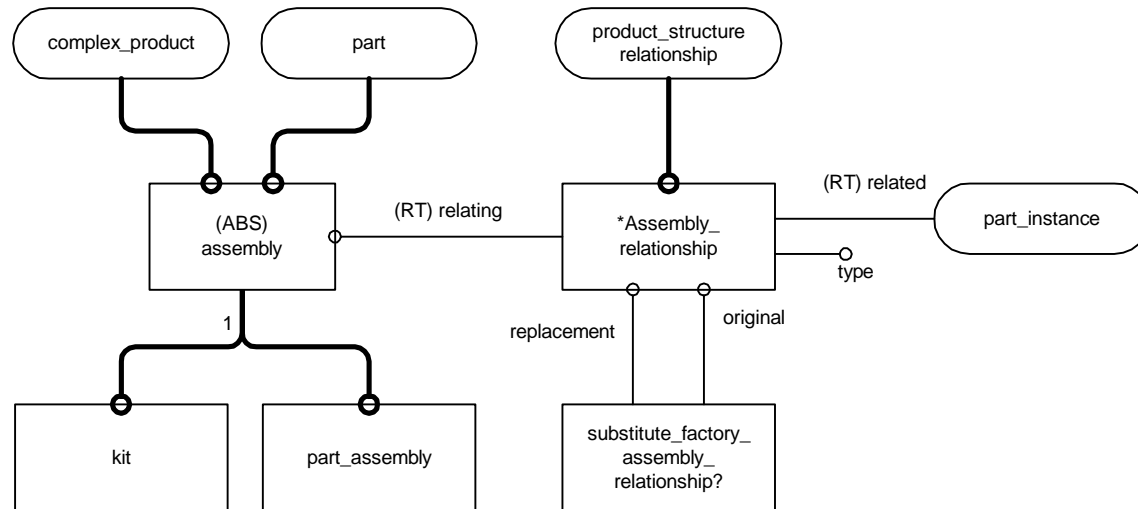 complex_product
part
product_structure
relationship
(ABS)
assembly
(RT) relating
*Assembly_
relationship
(RT) related
part_instance
type
1
replacement
original
kit
part_assembly
substitute_factory_
assembly_
relationship?